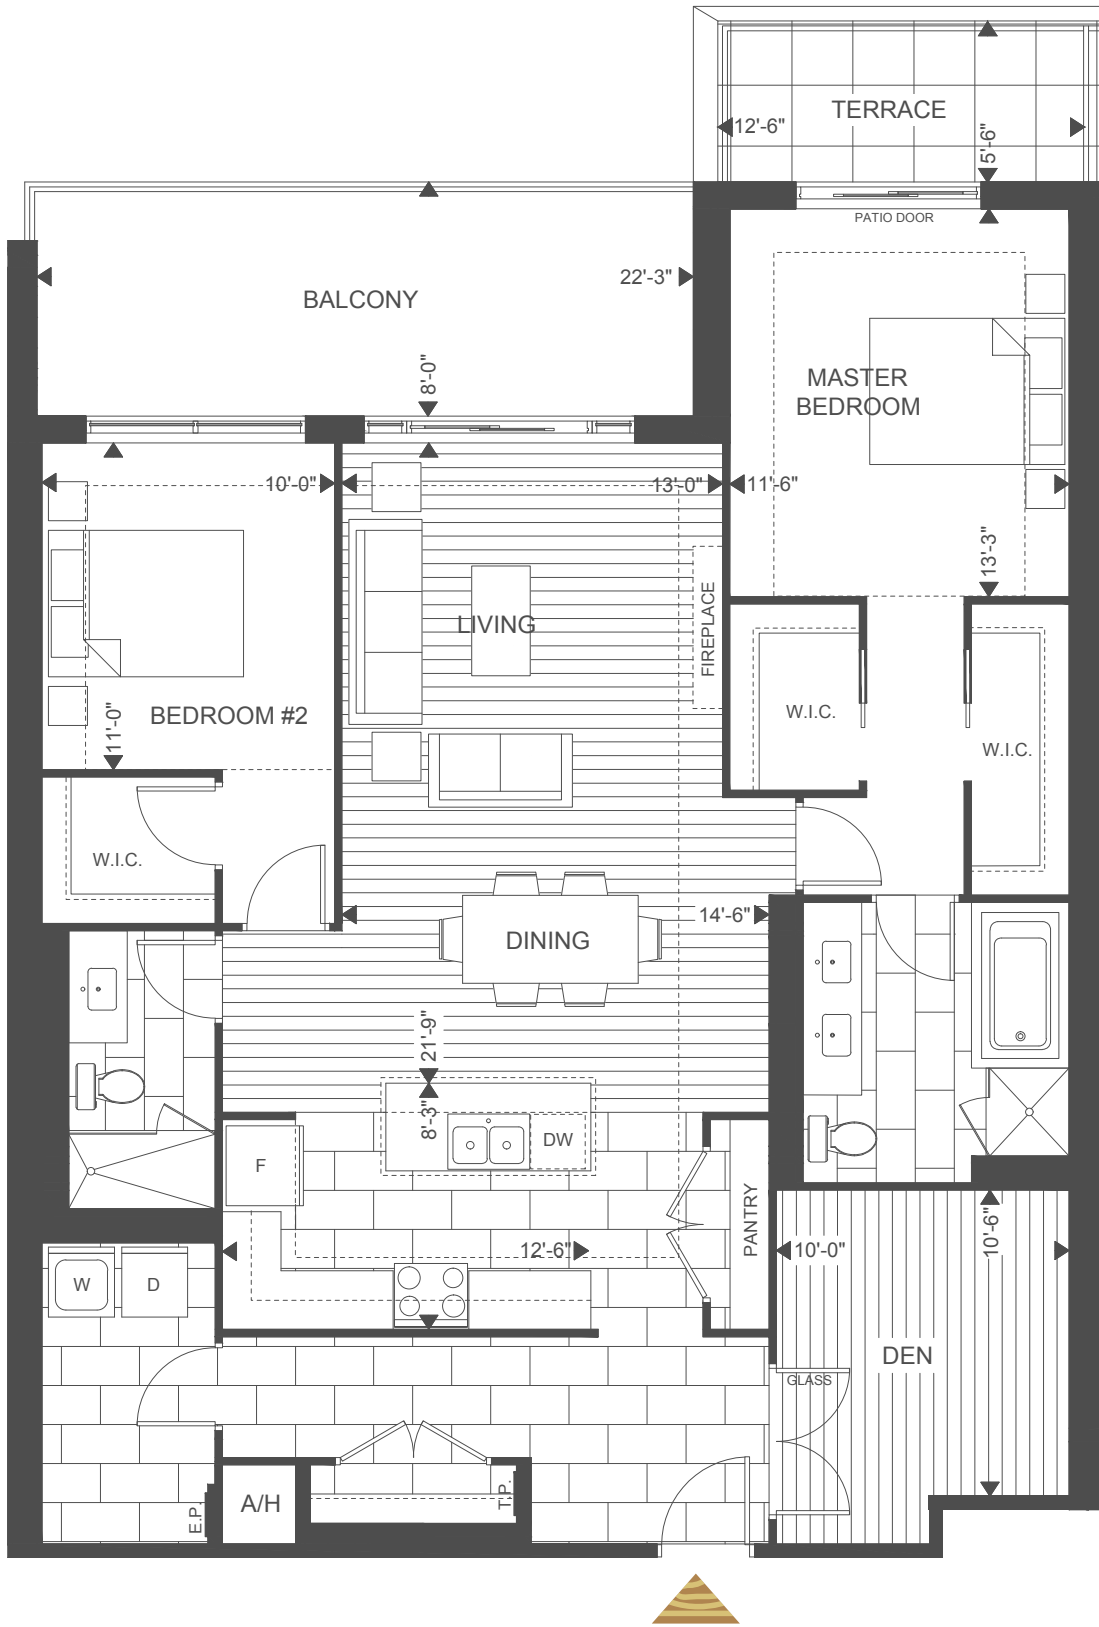 TERRACE
12'-6"
5'-6"
PATIO DOOR
BALCONY
22'-3"
8'-0"
MASTER
BEDROOM
10'-0"
13'-0"
11'-6"
13'-3"
LIVING
FIREPLACE
BEDROOM #2
11'-0"
W.I.C.
W.I.C.
W.I.C.
14'-6"
DINING
21'-9"
8'-3"
DW
F
PANTRY
12'-6"
10'-0"
10'-6"
W
D
DEN
GLASS
A/H
T.P.
E.P.